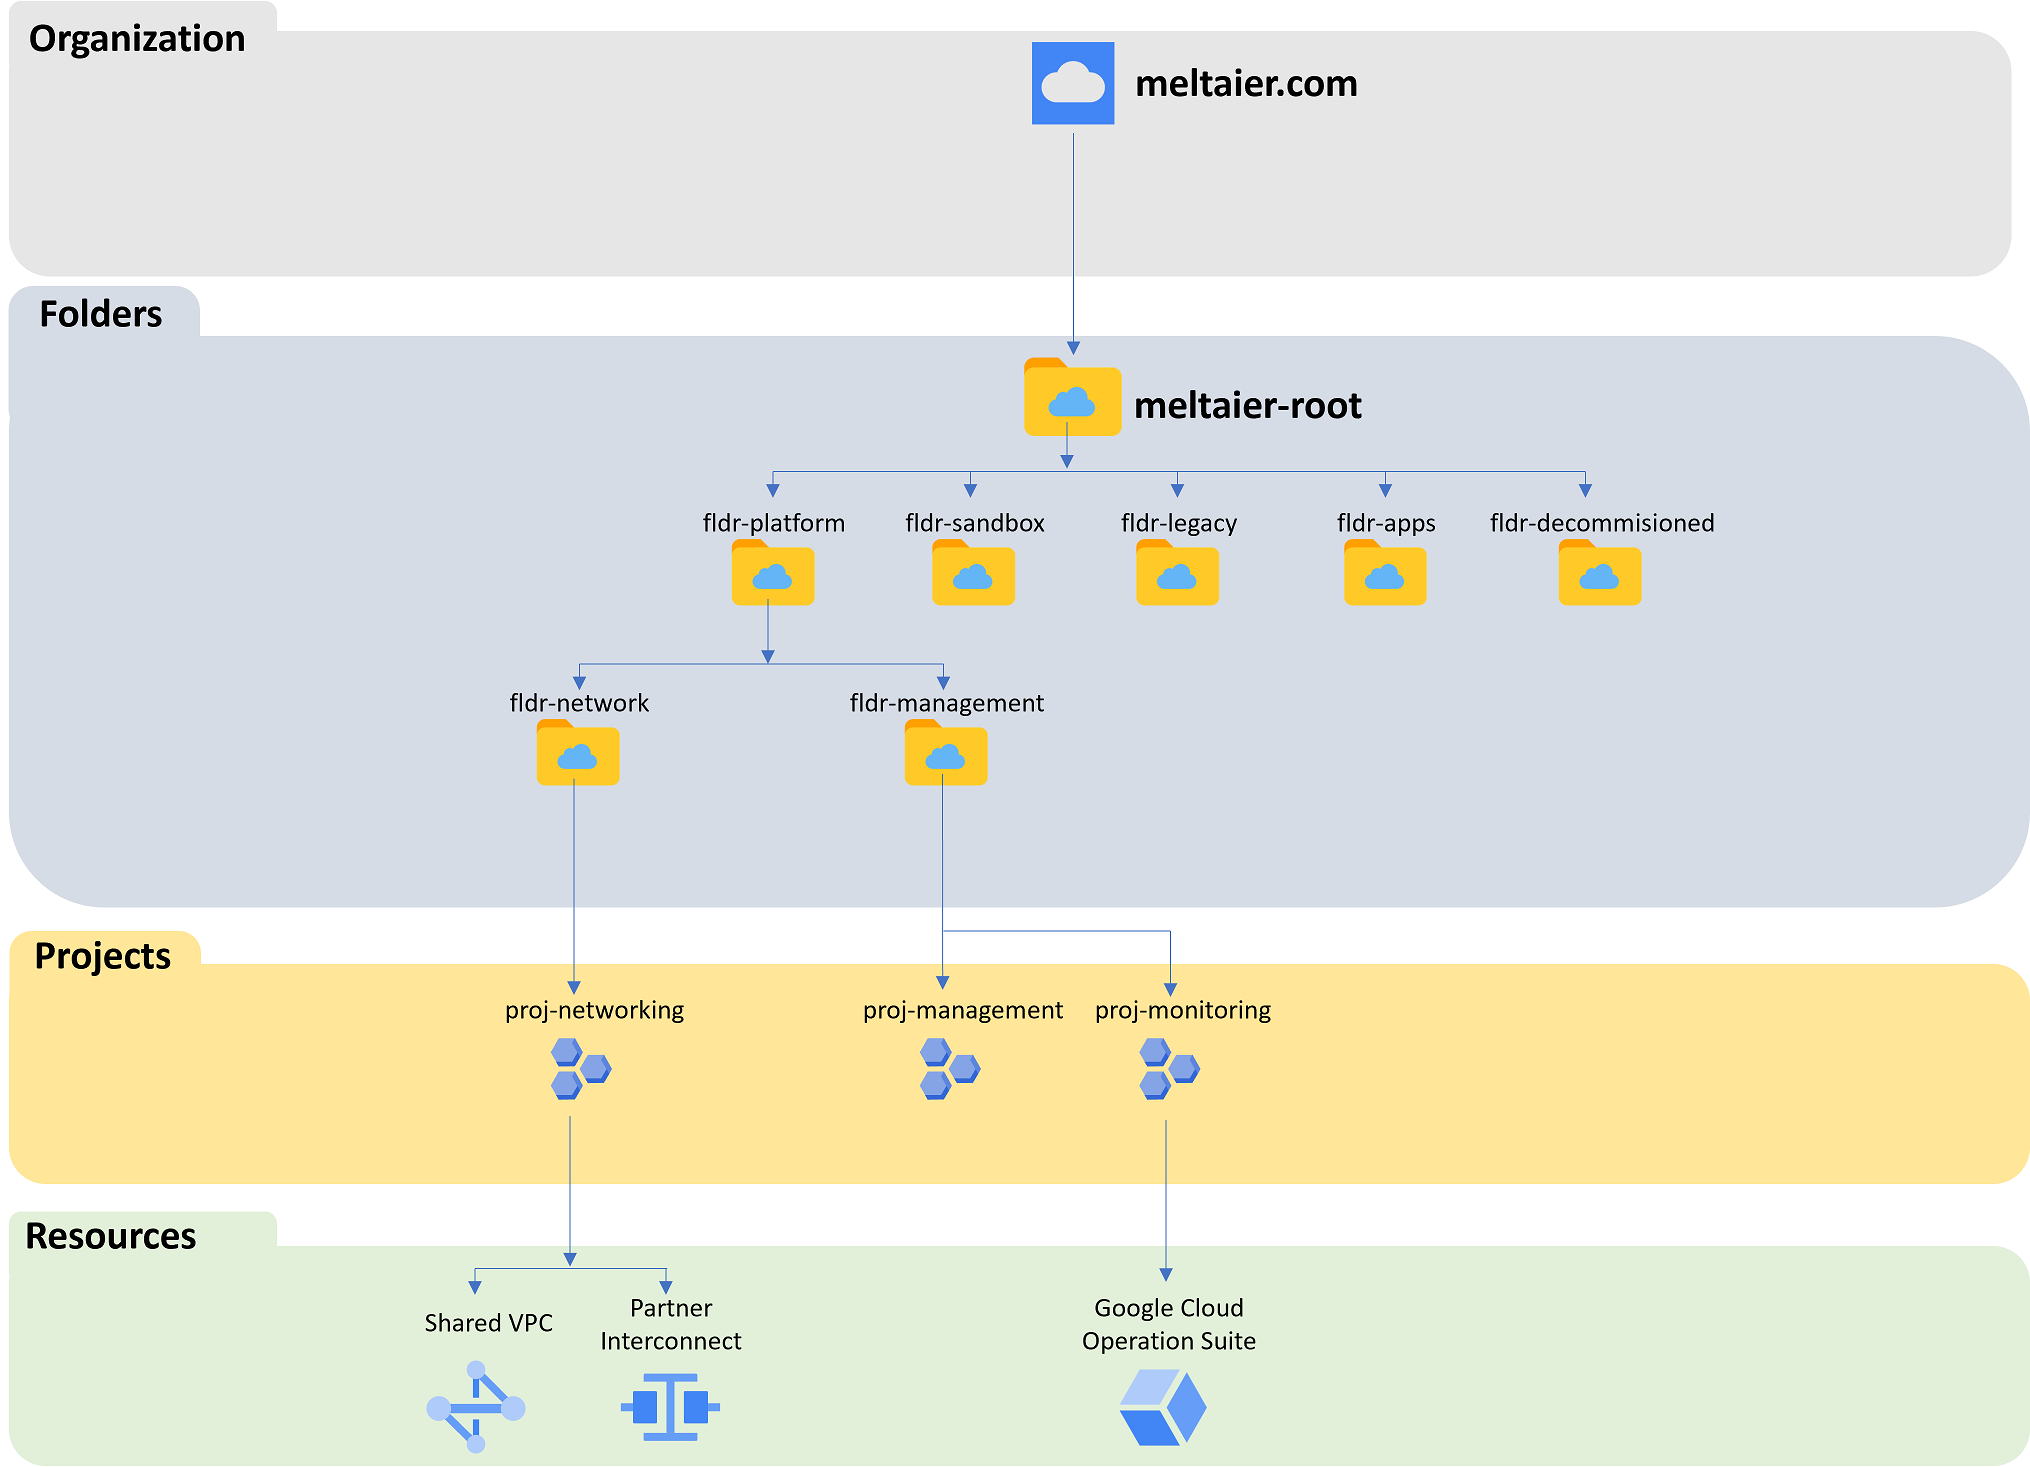 Organization
meltaier.com
Folders
meltaier-root
fldr-platform
fldr-sandbox
fldr-legacy
fldr-apps
fldr-decommisioned
fldr-network
fldr-management
Projects
proj-networking
proj-management
proj-monitoring
Resources
Shared VPC
Partner
Interconnect
Google Cloud
Operation Suite